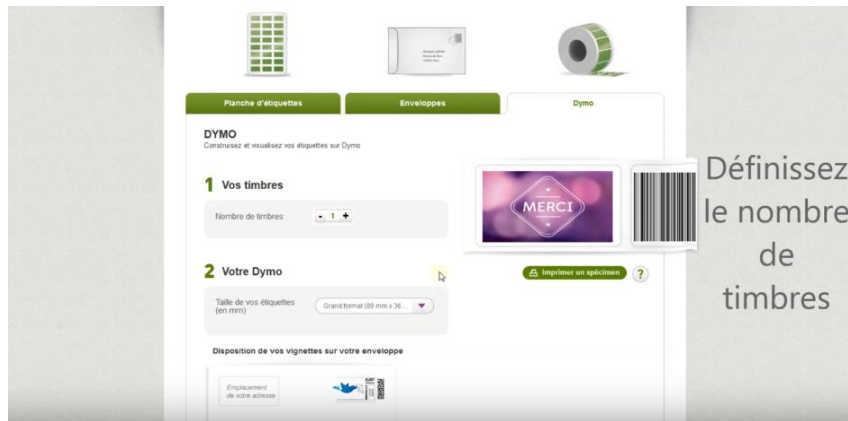 Planche d'étiquettes
Enveloppes
Dymo
DYMO
Construisez et visualisez vos étiquettes sur Dymo
1 Vos timbres
Nombre de timbres
- 1 +
MERCI
2 Votre Dymo
Imprimer un spécimen ?
Taille de vos étiquettes
(en mm)
Grand format (89 mm x 36 ...
Disposition de vos vignettes sur votre enveloppe
Emplacement
de votre adresse
Définissez
le nombre
de
timbres